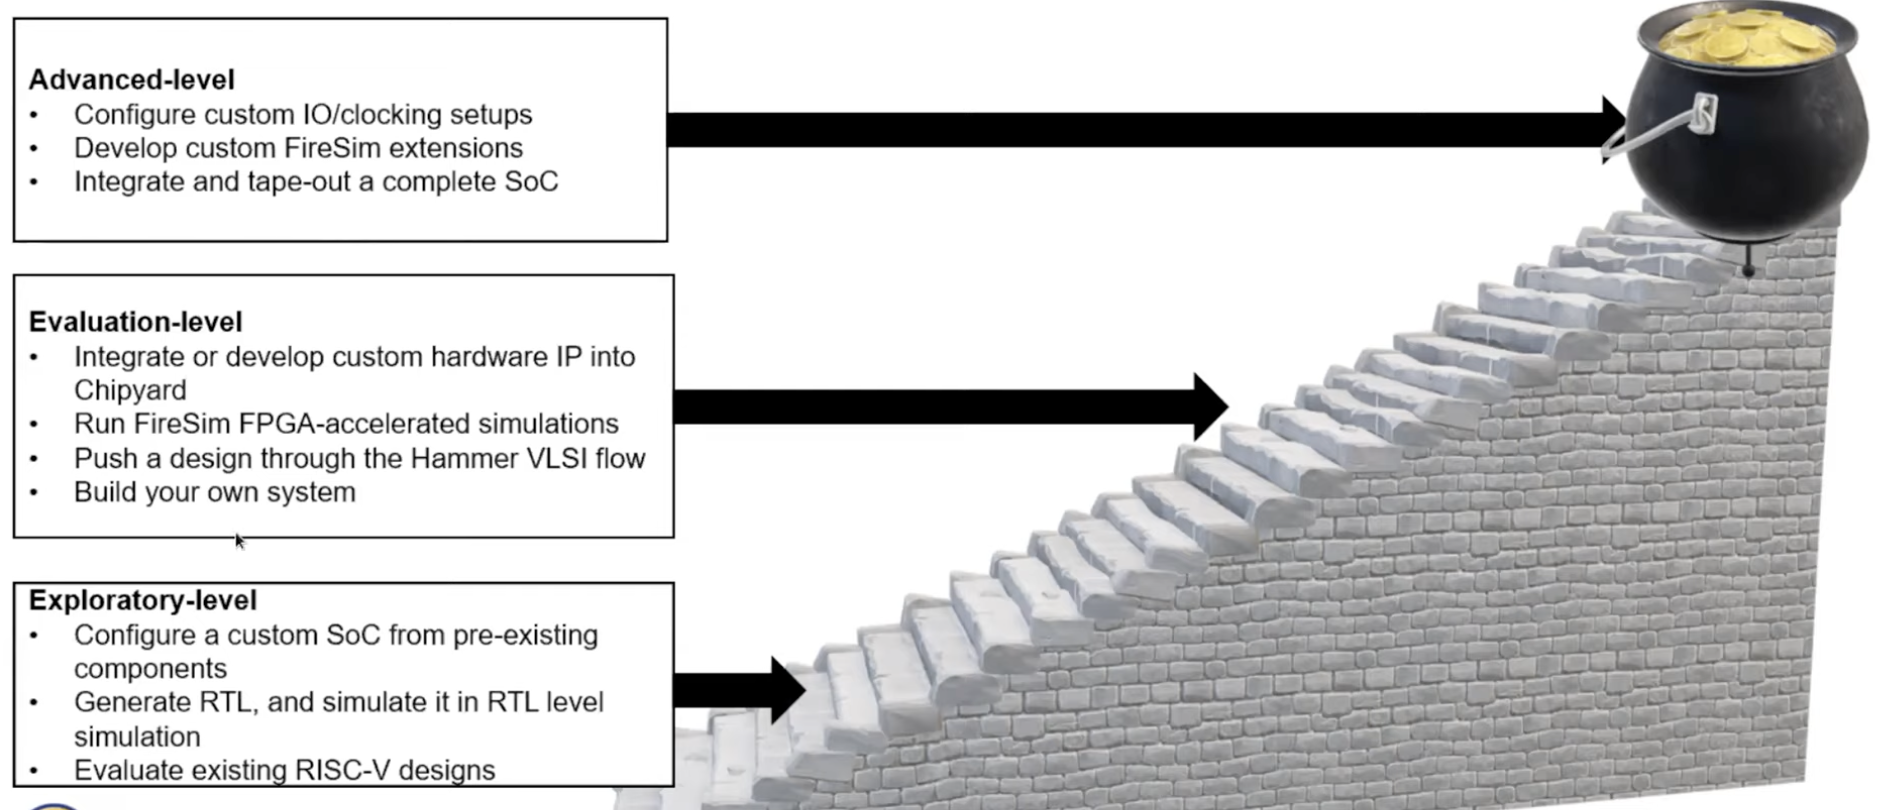 Advanced-level
• Configure custom IO/clocking setups
• Develop custom FireSim extensions
• Integrate and tape-out a complete SoC
Evaluation-level
• Integrate or develop custom hardware IP into
Chipyard
• Run FireSim FPGA-accelerated simulations
• Push a design through the Hammer VLSI flow
• Build your own system
Exploratory-level
• Configure a custom SoC from pre-existing
components
• Generate RTL, and simulate it in RTL level
simulation
• Evaluate existing RISC-V designs